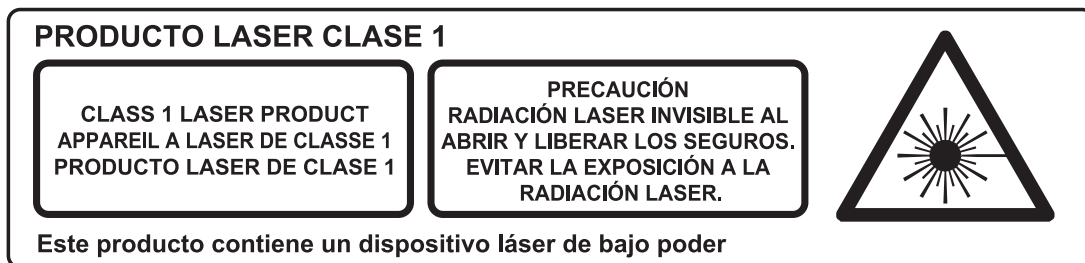 PRODUCTO LASER CLASE 1
CLASS 1 LASER PRODUCT
APPAREIL A LASER DE CLASSE 1
PRODUCTO LASER DE CLASE 1
PRECAUCIÓN
RADIACIÓN LASER INVISIBLE AL
ABRIR Y LIBERAR LOS SEGUROS.
EVITAR LA EXPOSICIÓN A LA
RADIACIÓN LASER.
Este producto contiene un dispositivo láser de bajo poder